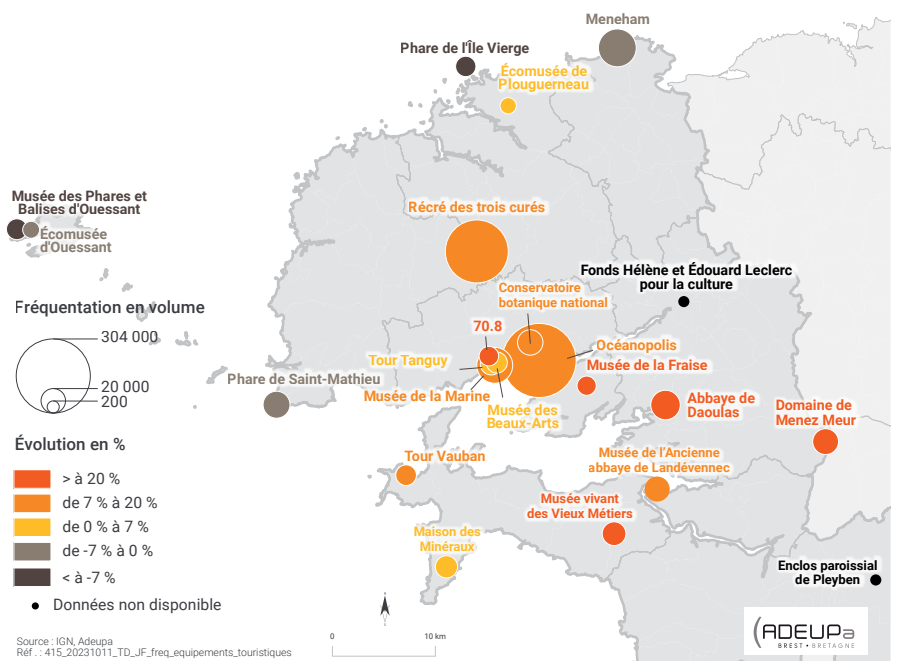 Meneham
Phare de l'Île Vierge
Écomusée de
Plouguerneau
Musée des Phares et
Balises d'Ouessant
Écomusée
d'Ouessant
Récré des trois curés
Fonds Hélène et Édouard Leclerc
pour la culture
Conservatoire
botanique national
70.8
Océanopolis
Tour Tanguy
Musée de la Fraise
Phare de Saint-Mathieu
Musée de la Marine
Musée des
Beaux-Arts
Abbaye de
Daoulas
Domaine de
Menez Meur
Tour Vauban
Musée de l'Ancienne
abbaye de Landévennec
Musée vivant
des Vieux Métiers
Maison des
Minéraux
Enclos paroissial
de Pleyben
Fréquentation en volume
304 000
20 000
200
Évolution en %
> à 20 %
de 7 % à 20 %
de 0 % à 7 %
de -7 % à 0 %
< à -7 %
Données non disponible
Source : IGN, Adeupa
Réf. : 415_20231011_TD_JF_freq_equipements_touristiques
0 10 km
ADEUPa
BREST • BRETAGNE